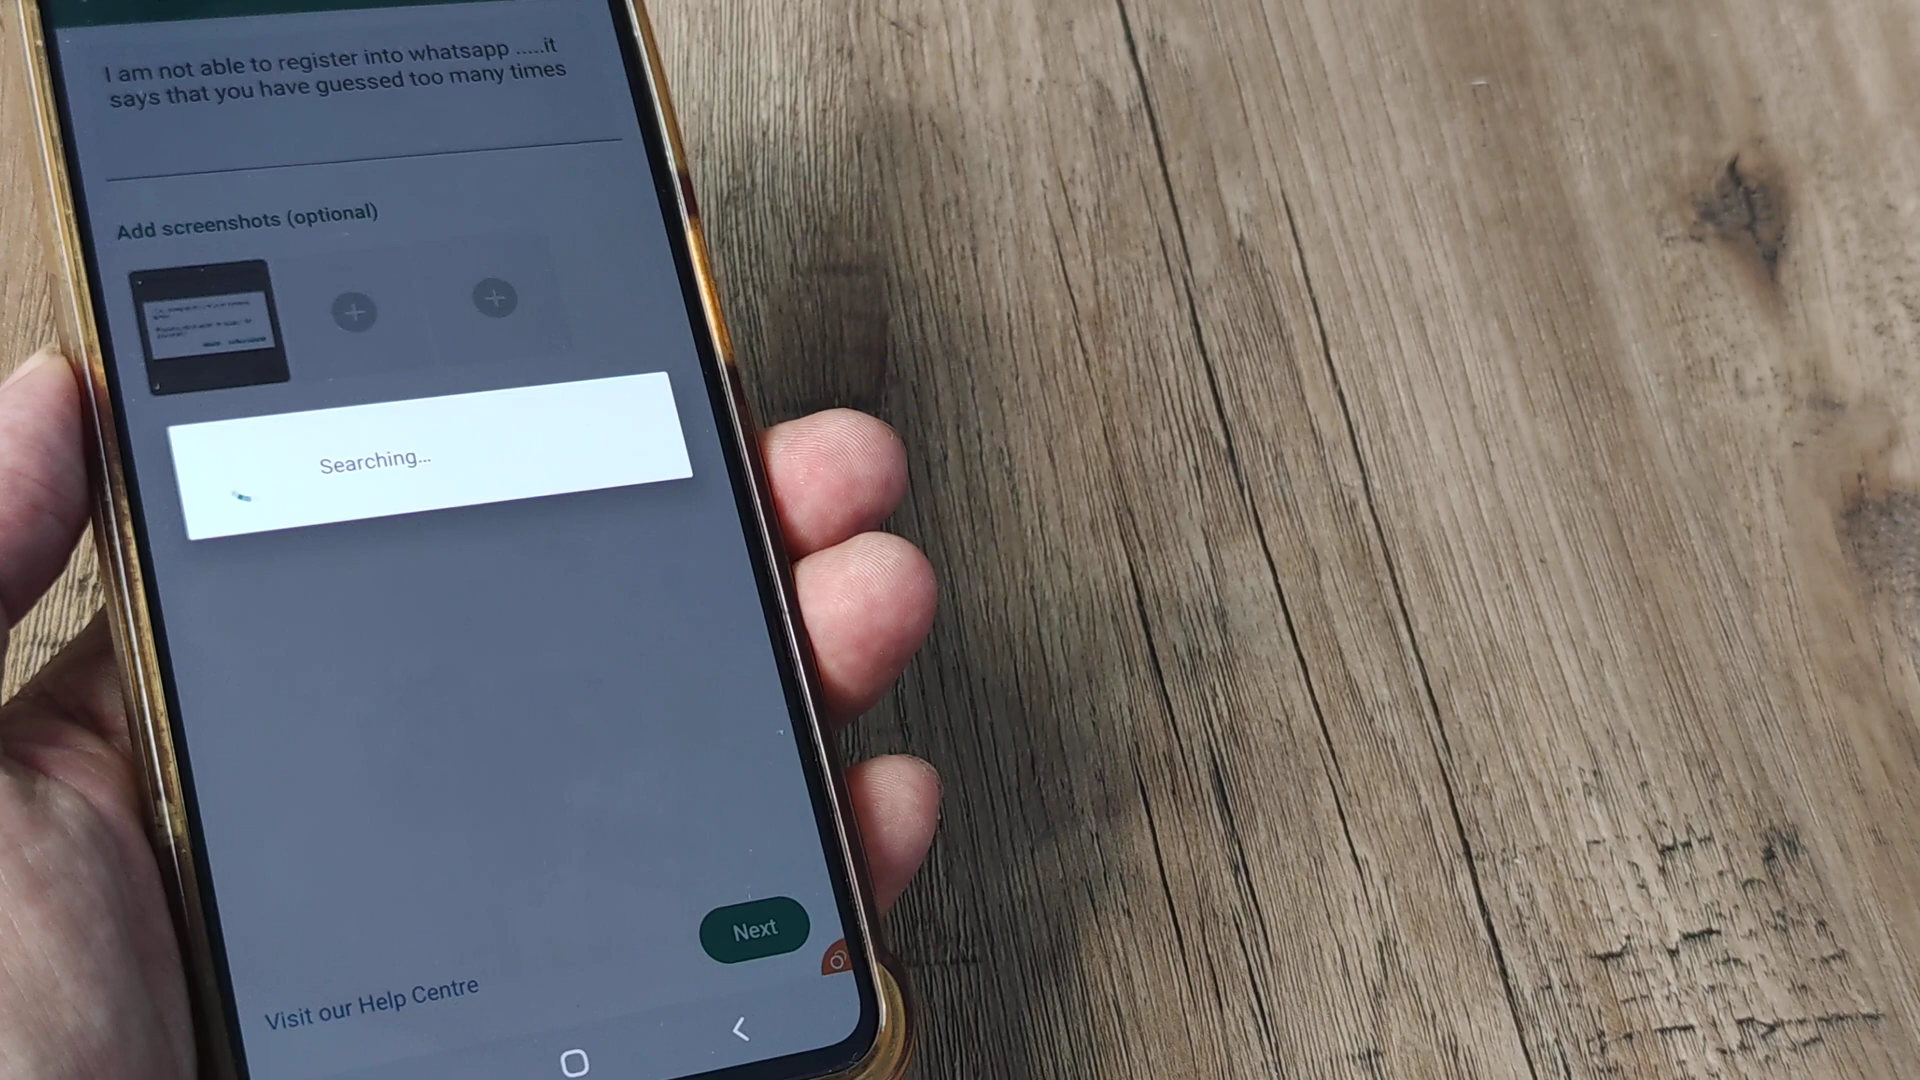 I am not able to register into whatsapp .....it
says that you have guessed too many times
Add screenshots (optional)
Searching...
Next
Visit our Help Centre